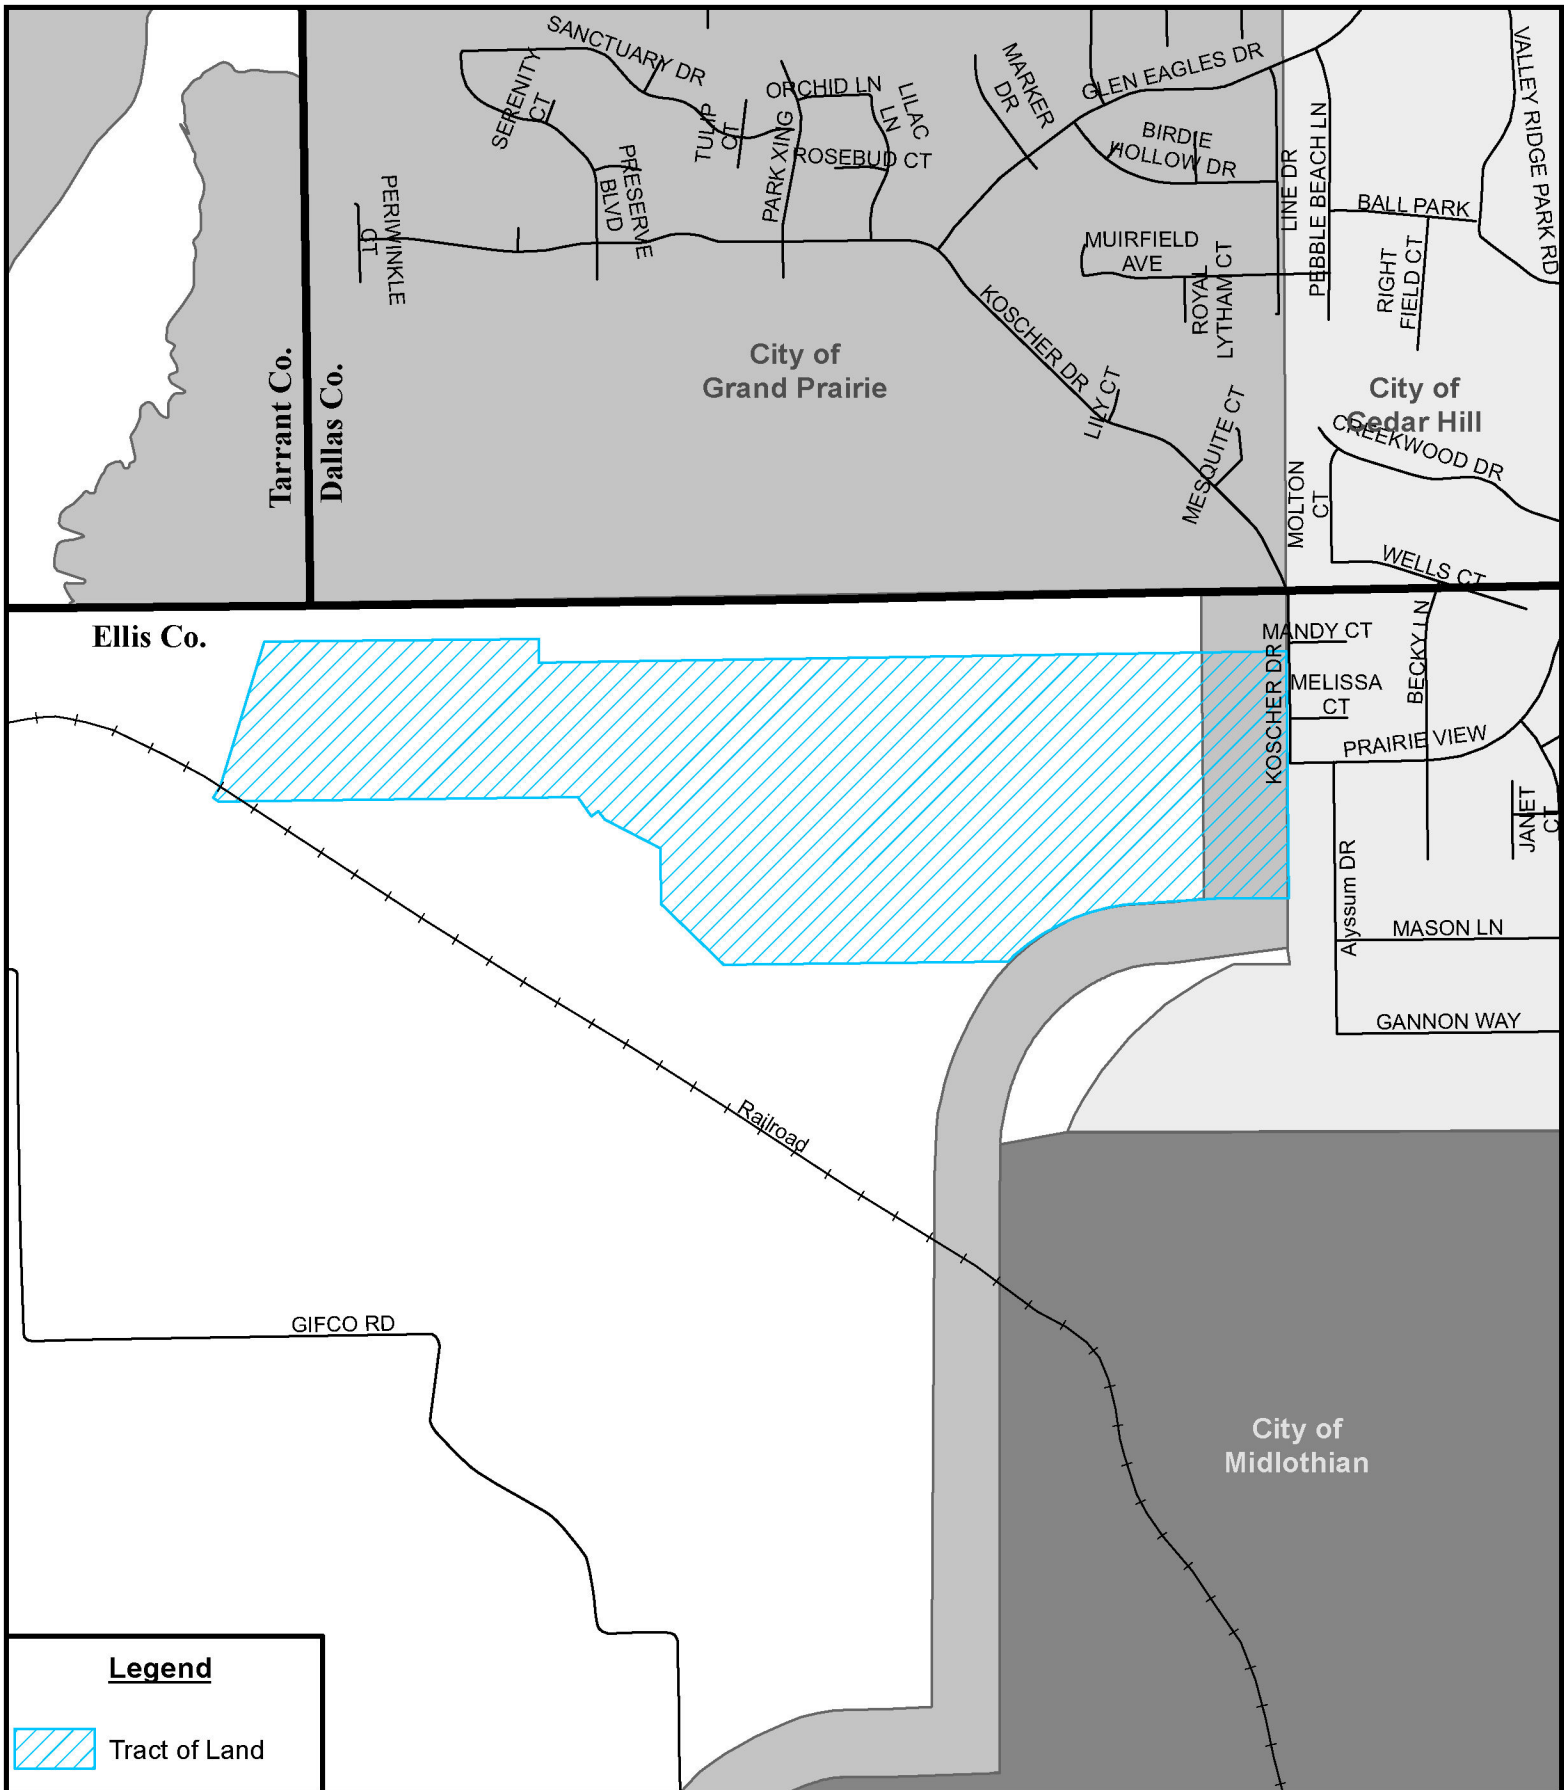 SANCTUARY DR
SERENITY
CT
TULIP
CT
ORCHID LN
LILAC
LN
ROSEBUD CT
PARK XING
PRESERVE
BLVD
PERIWINKLE
CT
MARKER
DR
GLEN EAGLES DR
BIRDIE
HOLLOW DR
LINE DR
PEBBLE BEACH LN
VALLEY RIDGE PARK RD
BALL PARK
RIGHT
FIELD CT
MUIRFIELD
AVE
ROYAL
LYTHAM CT
KOSCHER DR
LILY CT
MESQUITE CT
City of
Grand Prairie
City of
Cedar Hill
CREEKWOOD DR
MOLTON
CT
WELLS CT
Tarrant Co.
Dallas Co.
Ellis Co.
MANDY CT
KOSCHER DR
MELISSA
CT
BECKY LN
PRAIRIE VIEW
JANET
CT
Alyssum DR
MASON LN
GANNON WAY
Railroad
GIFCO RD
City of
Midlothian
Legend
Tract of Land